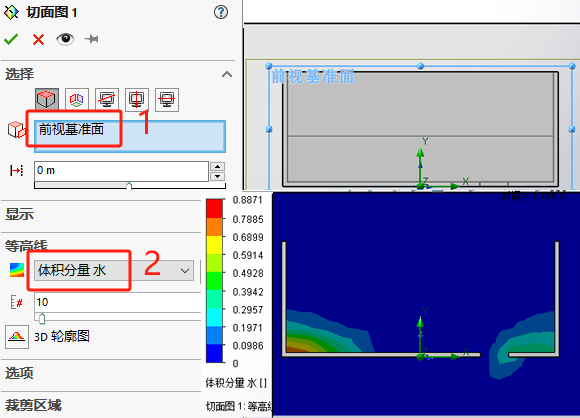 切面图 1
选择
前视基准面
1
0 m
显示
等高线
体积分量 水
2
10
3D 轮廓图
选项
裁剪区域
前视基准面
Y
X
Z
0.8871
0.7885
0.6899
0.5914
0.4928
0.3942
0.2957
0.1971
0.0986
0
体积分量 水 [ ]
切面图 1: 等高线
Y
X
Z